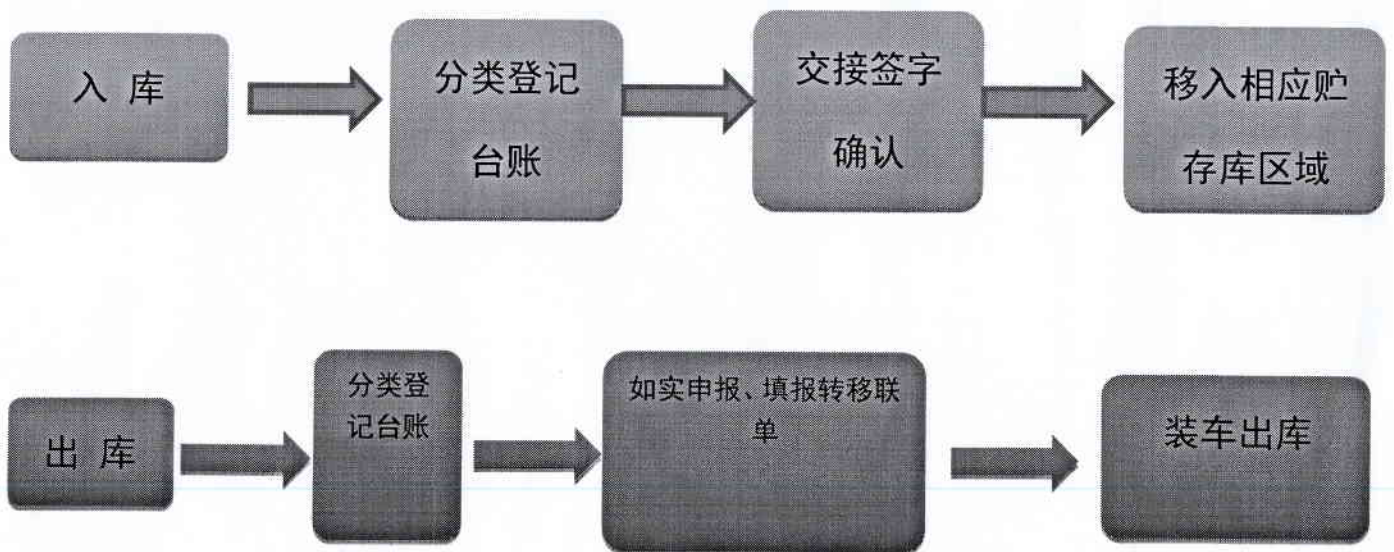 入 库
分类登记
台账
交接签字
确认
移入相应贮
存库区域
出 库
分类登
记台账
如实申报、填报转移联
单
装车出库